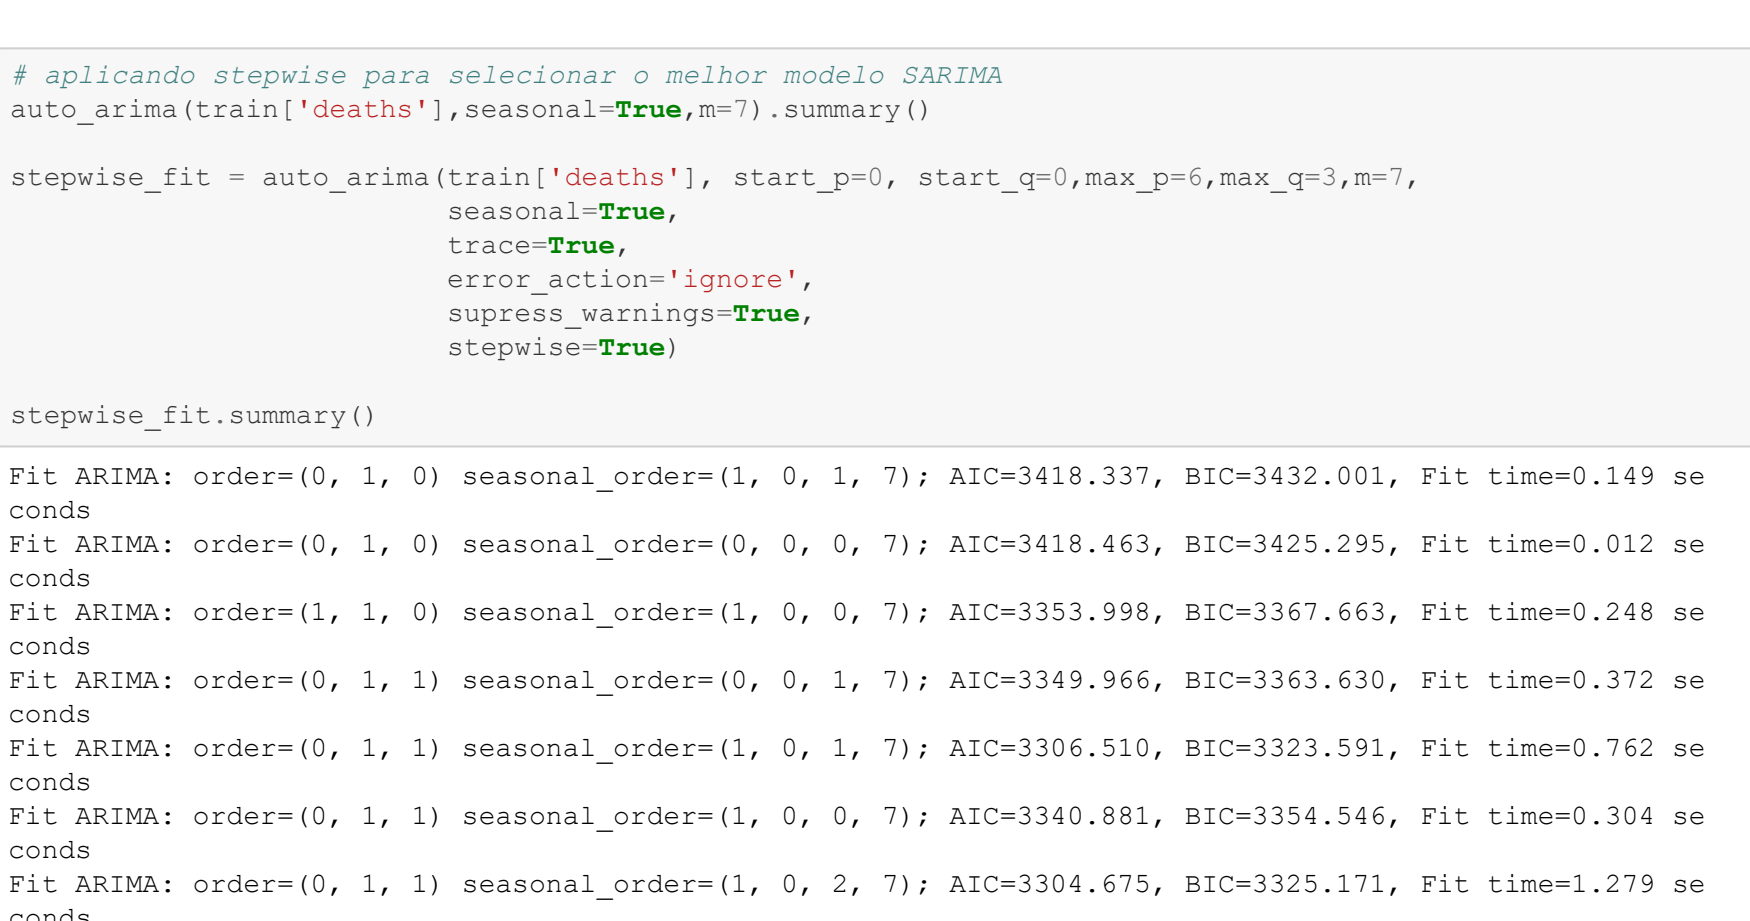 # aplicando stepwise para selecionar o melhor modelo SARIMA
auto_arima(train['deaths'],seasonal=True,m=7).summary()
stepwise_fit = auto_arima(train['deaths'], start_p=0, start_q=0,max_p=6,max_q=3,m=7,
seasonal=True,
trace=True,
error_action='ignore',
supress_warnings=True,
stepwise=True)
stepwise_fit.summary()
Fit ARIMA: order=(0, 1, 0) seasonal_order=(1, 0, 1, 7); AIC=3418.337, BIC=3432.001, Fit time=0.149 se
conds
Fit ARIMA: order=(0, 1, 0) seasonal_order=(0, 0, 0, 7); AIC=3418.463, BIC=3425.295, Fit time=0.012 se
conds
Fit ARIMA: order=(1, 1, 0) seasonal_order=(1, 0, 0, 7); AIC=3353.998, BIC=3367.663, Fit time=0.248 se
conds
Fit ARIMA: order=(0, 1, 1) seasonal_order=(0, 0, 1, 7); AIC=3349.966, BIC=3363.630, Fit time=0.372 se
conds
Fit ARIMA: order=(0, 1, 1) seasonal_order=(1, 0, 1, 7); AIC=3306.510, BIC=3323.591, Fit time=0.762 se
conds
Fit ARIMA: order=(0, 1, 1) seasonal_order=(1, 0, 0, 7); AIC=3340.881, BIC=3354.546, Fit time=0.304 se
conds
Fit ARIMA: order=(0, 1, 1) seasonal_order=(1, 0, 2, 7); AIC=3304.675, BIC=3325.171, Fit time=1.279 se
conds